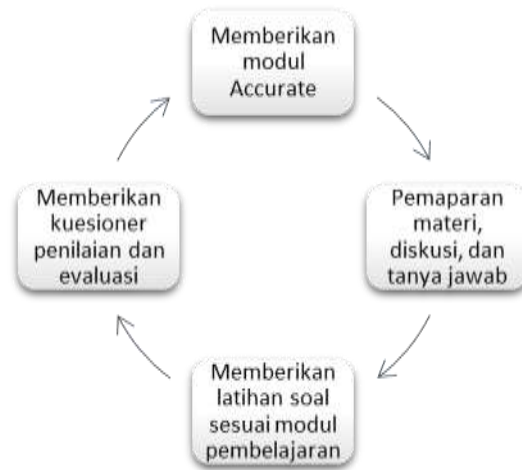 Memberikan
modul
Accurate
Pemaparan
materi,
diskusi, dan
tanya jawab
Memberikan
latihan soal
sesuai modul
pembelajaran
Memberikan
kuesioner
penilaian dan
evaluasi